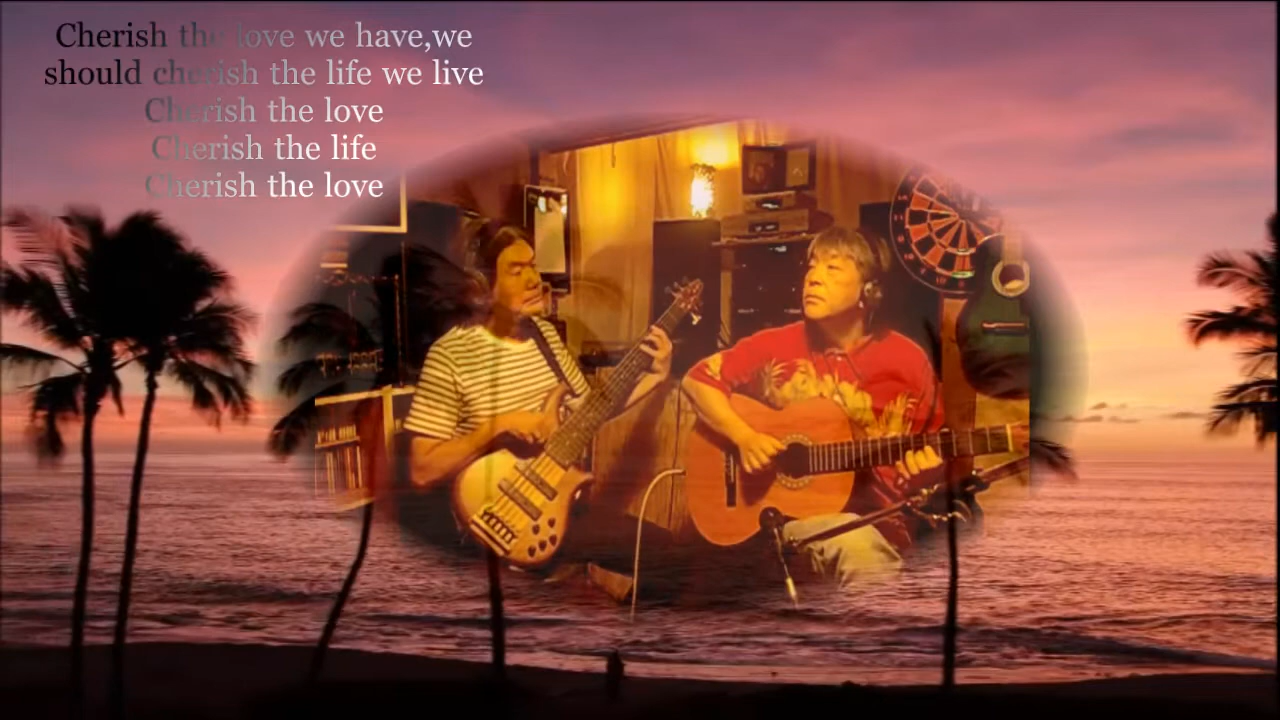 Cherish the love we have,we
should cherish the life we live
Cherish the love
Cherish the life
Cherish the love